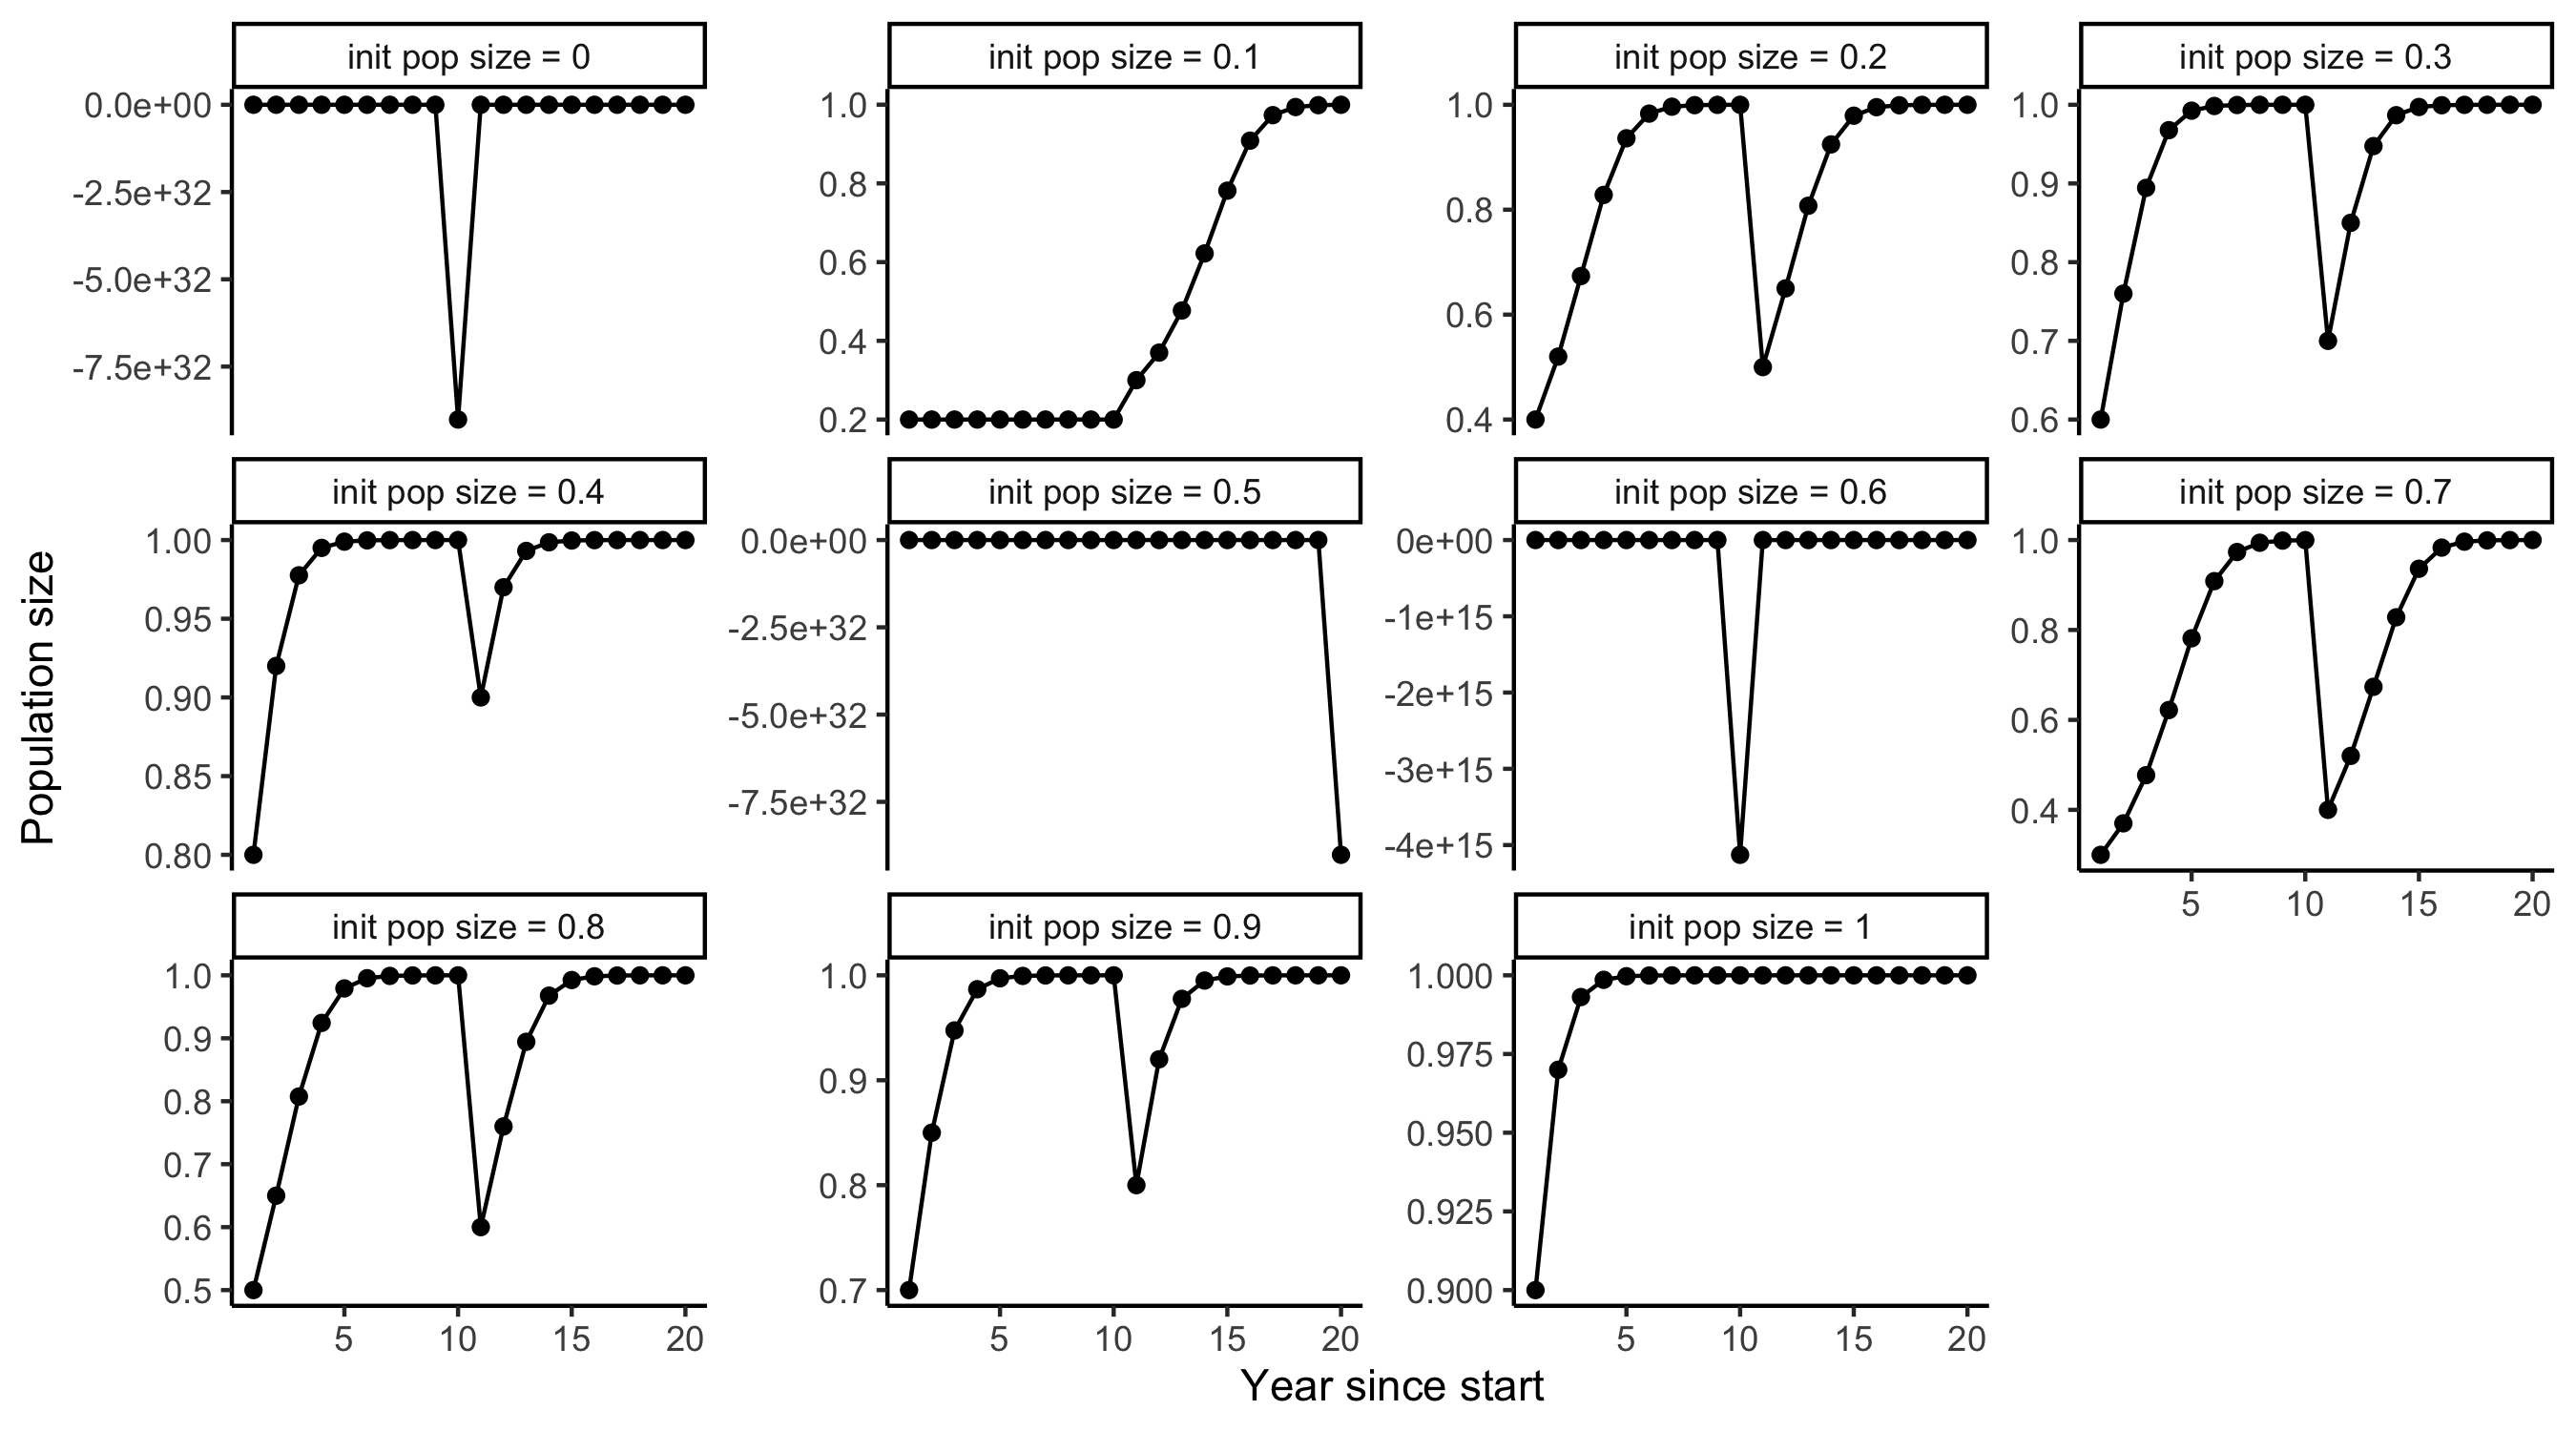 init pop size = 0
init pop size = 0.1
init pop size = 0.2
init pop size = 0.3
0.0e+00
-2.5e+32
-5.0e+32
-7.5e+32
1.0
0.8
0.6
0.4
0.2
1.0
0.8
0.6
0.4
1.0
0.9
0.8
0.7
0.6
init pop size = 0.4
init pop size = 0.5
init pop size = 0.6
init pop size = 0.7
Population size
1.00
0.95
0.90
0.85
0.80
0.0e+00
-2.5e+32
-5.0e+32
-7.5e+32
0e+00
-1e+15
-2e+15
-3e+15
-4e+15
1.0
0.8
0.6
0.4
5 10 15 20
init pop size = 0.8
init pop size = 0.9
init pop size = 1
1.0
0.9
0.8
0.7
0.6
0.5
1.0
0.9
0.8
0.7
1.000
0.975
0.950
0.925
0.900
5 10 15 20
5 10 15 20
5 10 15 20
Year since start